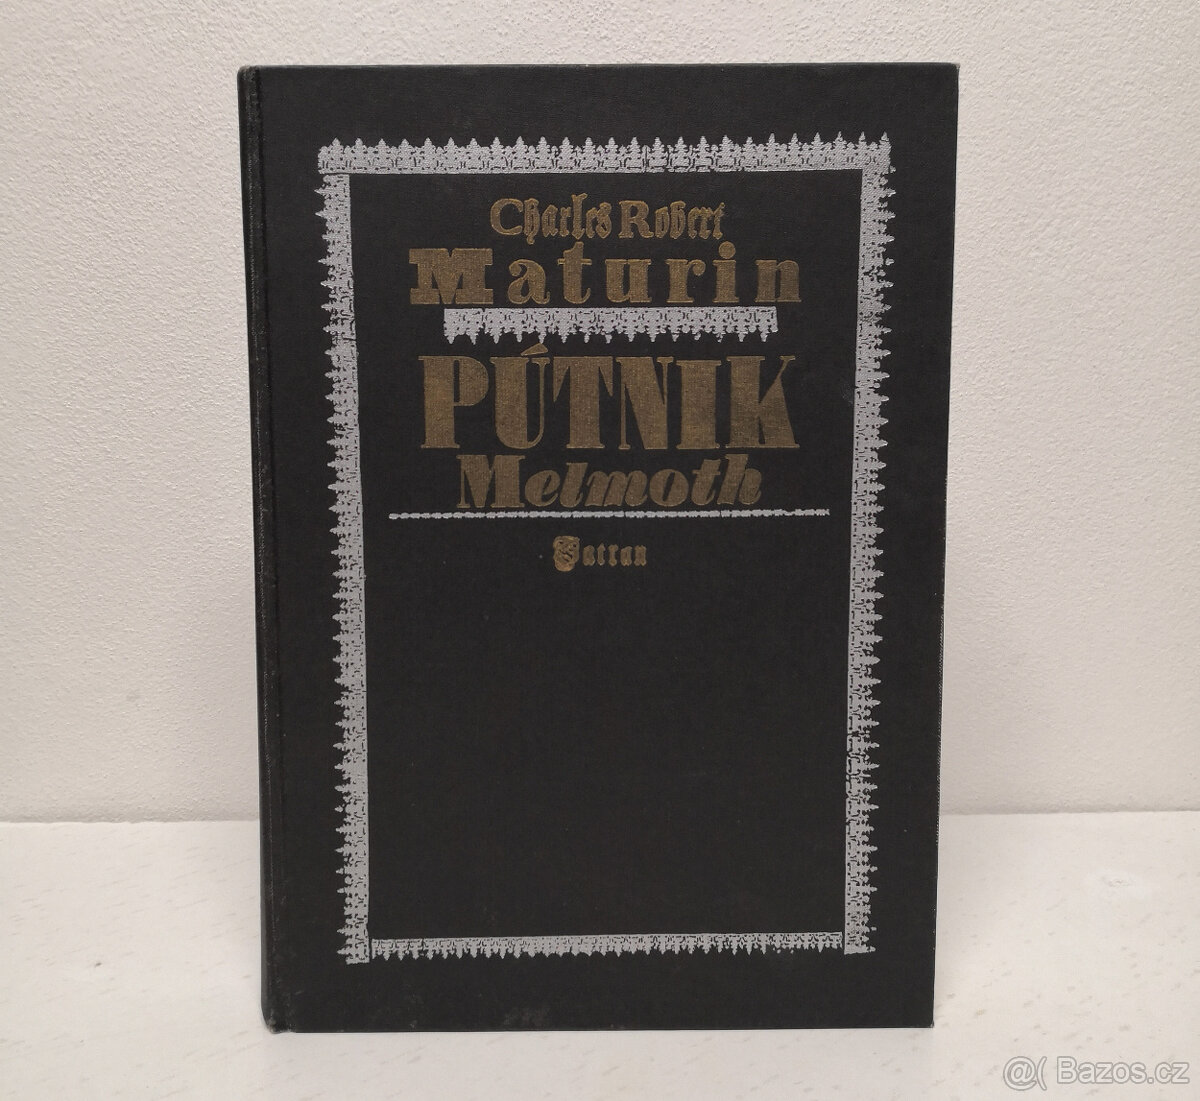 Charles Robert
Maturin
PÚTNIK
Melmoth
Tatran
@( Bazos.cz